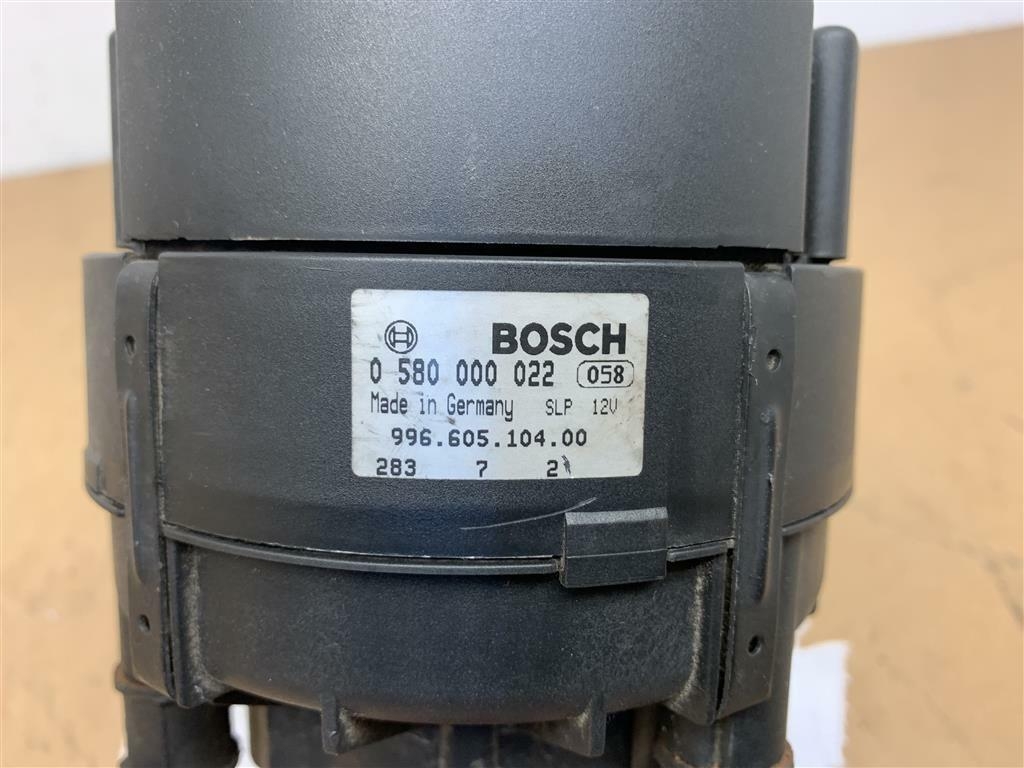 BOSCH
0 580 000 022 058
Made in Germany SLP 12V
996.605.104.00
283 7 2